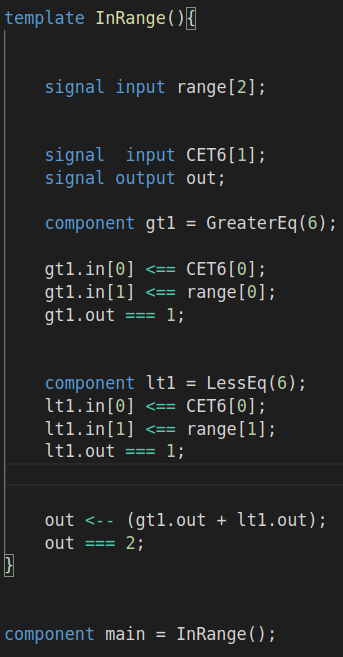 template InRange(){
signal input range[2];
signal  input CET6[1];
signal output out;
component gt1 = GreaterEq(6);
gt1.in[0] <== CET6[0];
gt1.in[1] <== range[0];
gt1.out === 1;
component lt1 = LessEq(6);
lt1.in[0] <== CET6[0];
lt1.in[1] <== range[1];
lt1.out === 1;
out <-- (gt1.out + lt1.out);
out === 2;
}
component main = InRange();